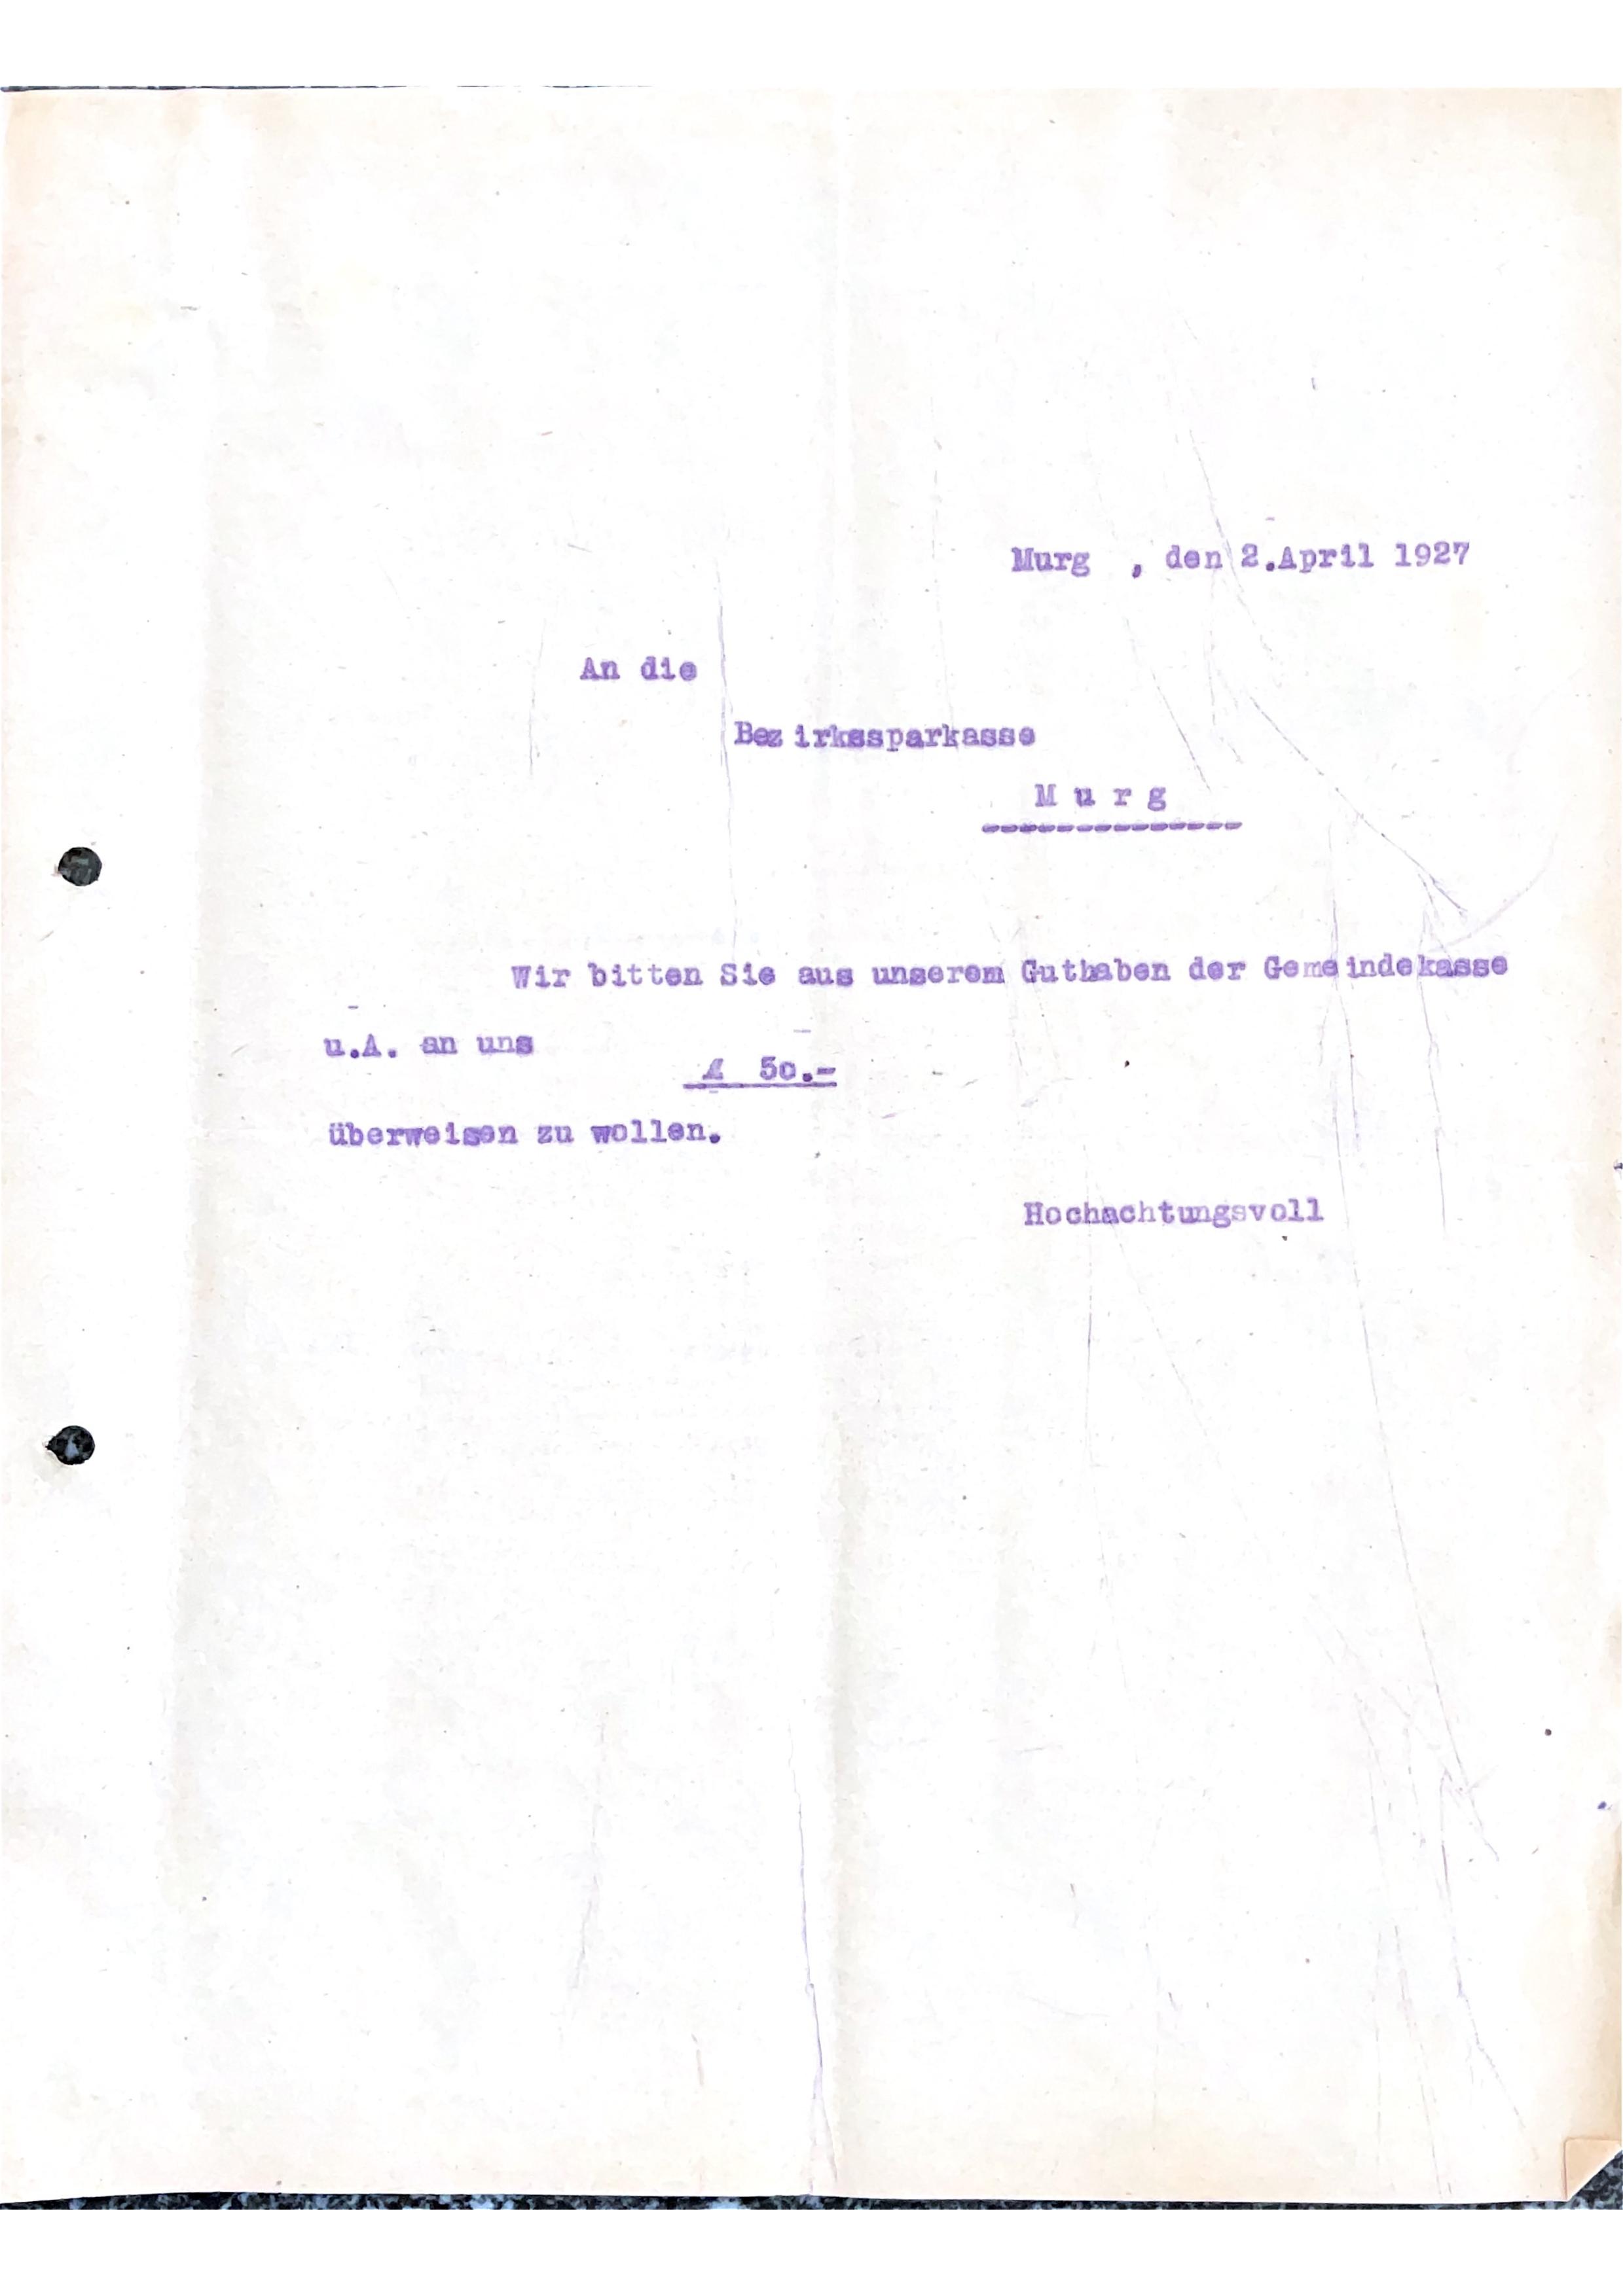 Murg , den 2.April 1927
An die
Bezirkssparkasse
M u r g
--------------
Wir bitten Sie aus unserem Guthaben der Gemeindekasse
u.A. an uns
ℳ 50.-
überweisen zu wollen.
Hochachtungsvoll